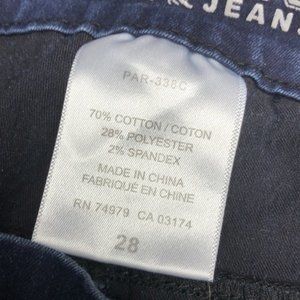 JEANS
PAR-338C
70% COTTON / COTON
28% POLYESTER
2% SPANDEX
MADE IN CHINA
FABRIQUÉ EN CHINE
RN 74979 CA 03174
28